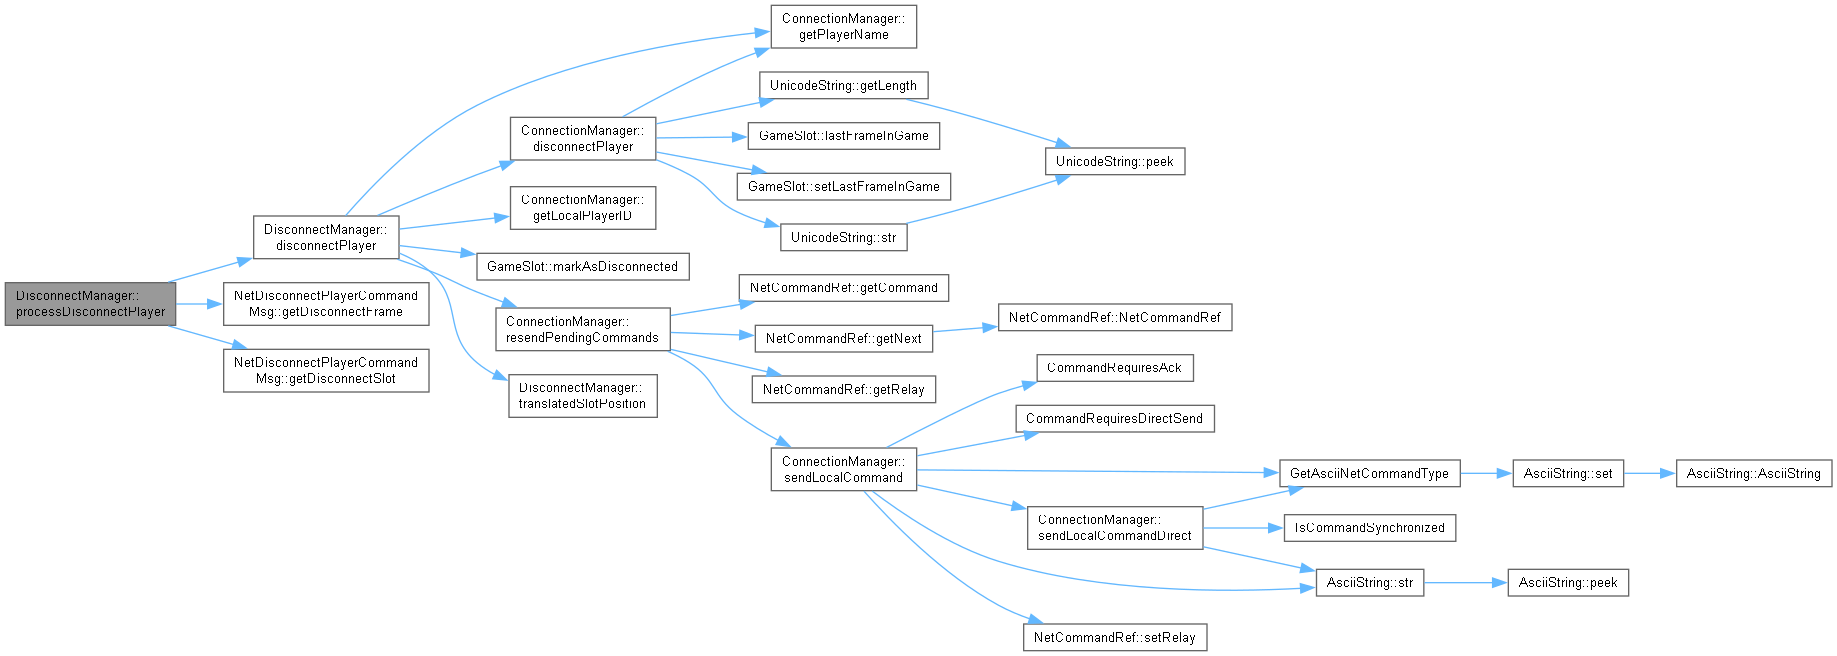 ConnectionManager::
getPlayerName
UnicodeString::getLength
ConnectionManager::
disconnectPlayer
GameSlot::lastFrameInGame
UnicodeString::peek
GameSlot::setLastFrameInGame
ConnectionManager::
getLocalPlayerID
DisconnectManager::
disconnectPlayer
UnicodeString::str
GameSlot::markAsDisconnected
DisconnectManager::
processDisconnectPlayer
NetDisconnectPlayerCommand
Msg::getDisconnectFrame
NetCommandRef::getCommand
ConnectionManager::
resendPendingCommands
NetCommandRef::getNext
NetCommandRef::NetCommandRef
NetDisconnectPlayerCommand
Msg::getDisconnectSlot
CommandRequiresAck
DisconnectManager::
translatedSlotPosition
NetCommandRef::getRelay
CommandRequiresDirectSend
ConnectionManager::
sendLocalCommand
GetAsciiNetCommandType
AsciiString::set
AsciiString::AsciiString
ConnectionManager::
sendLocalCommandDirect
IsCommandSynchronized
AsciiString::str
AsciiString::peek
NetCommandRef::setRelay